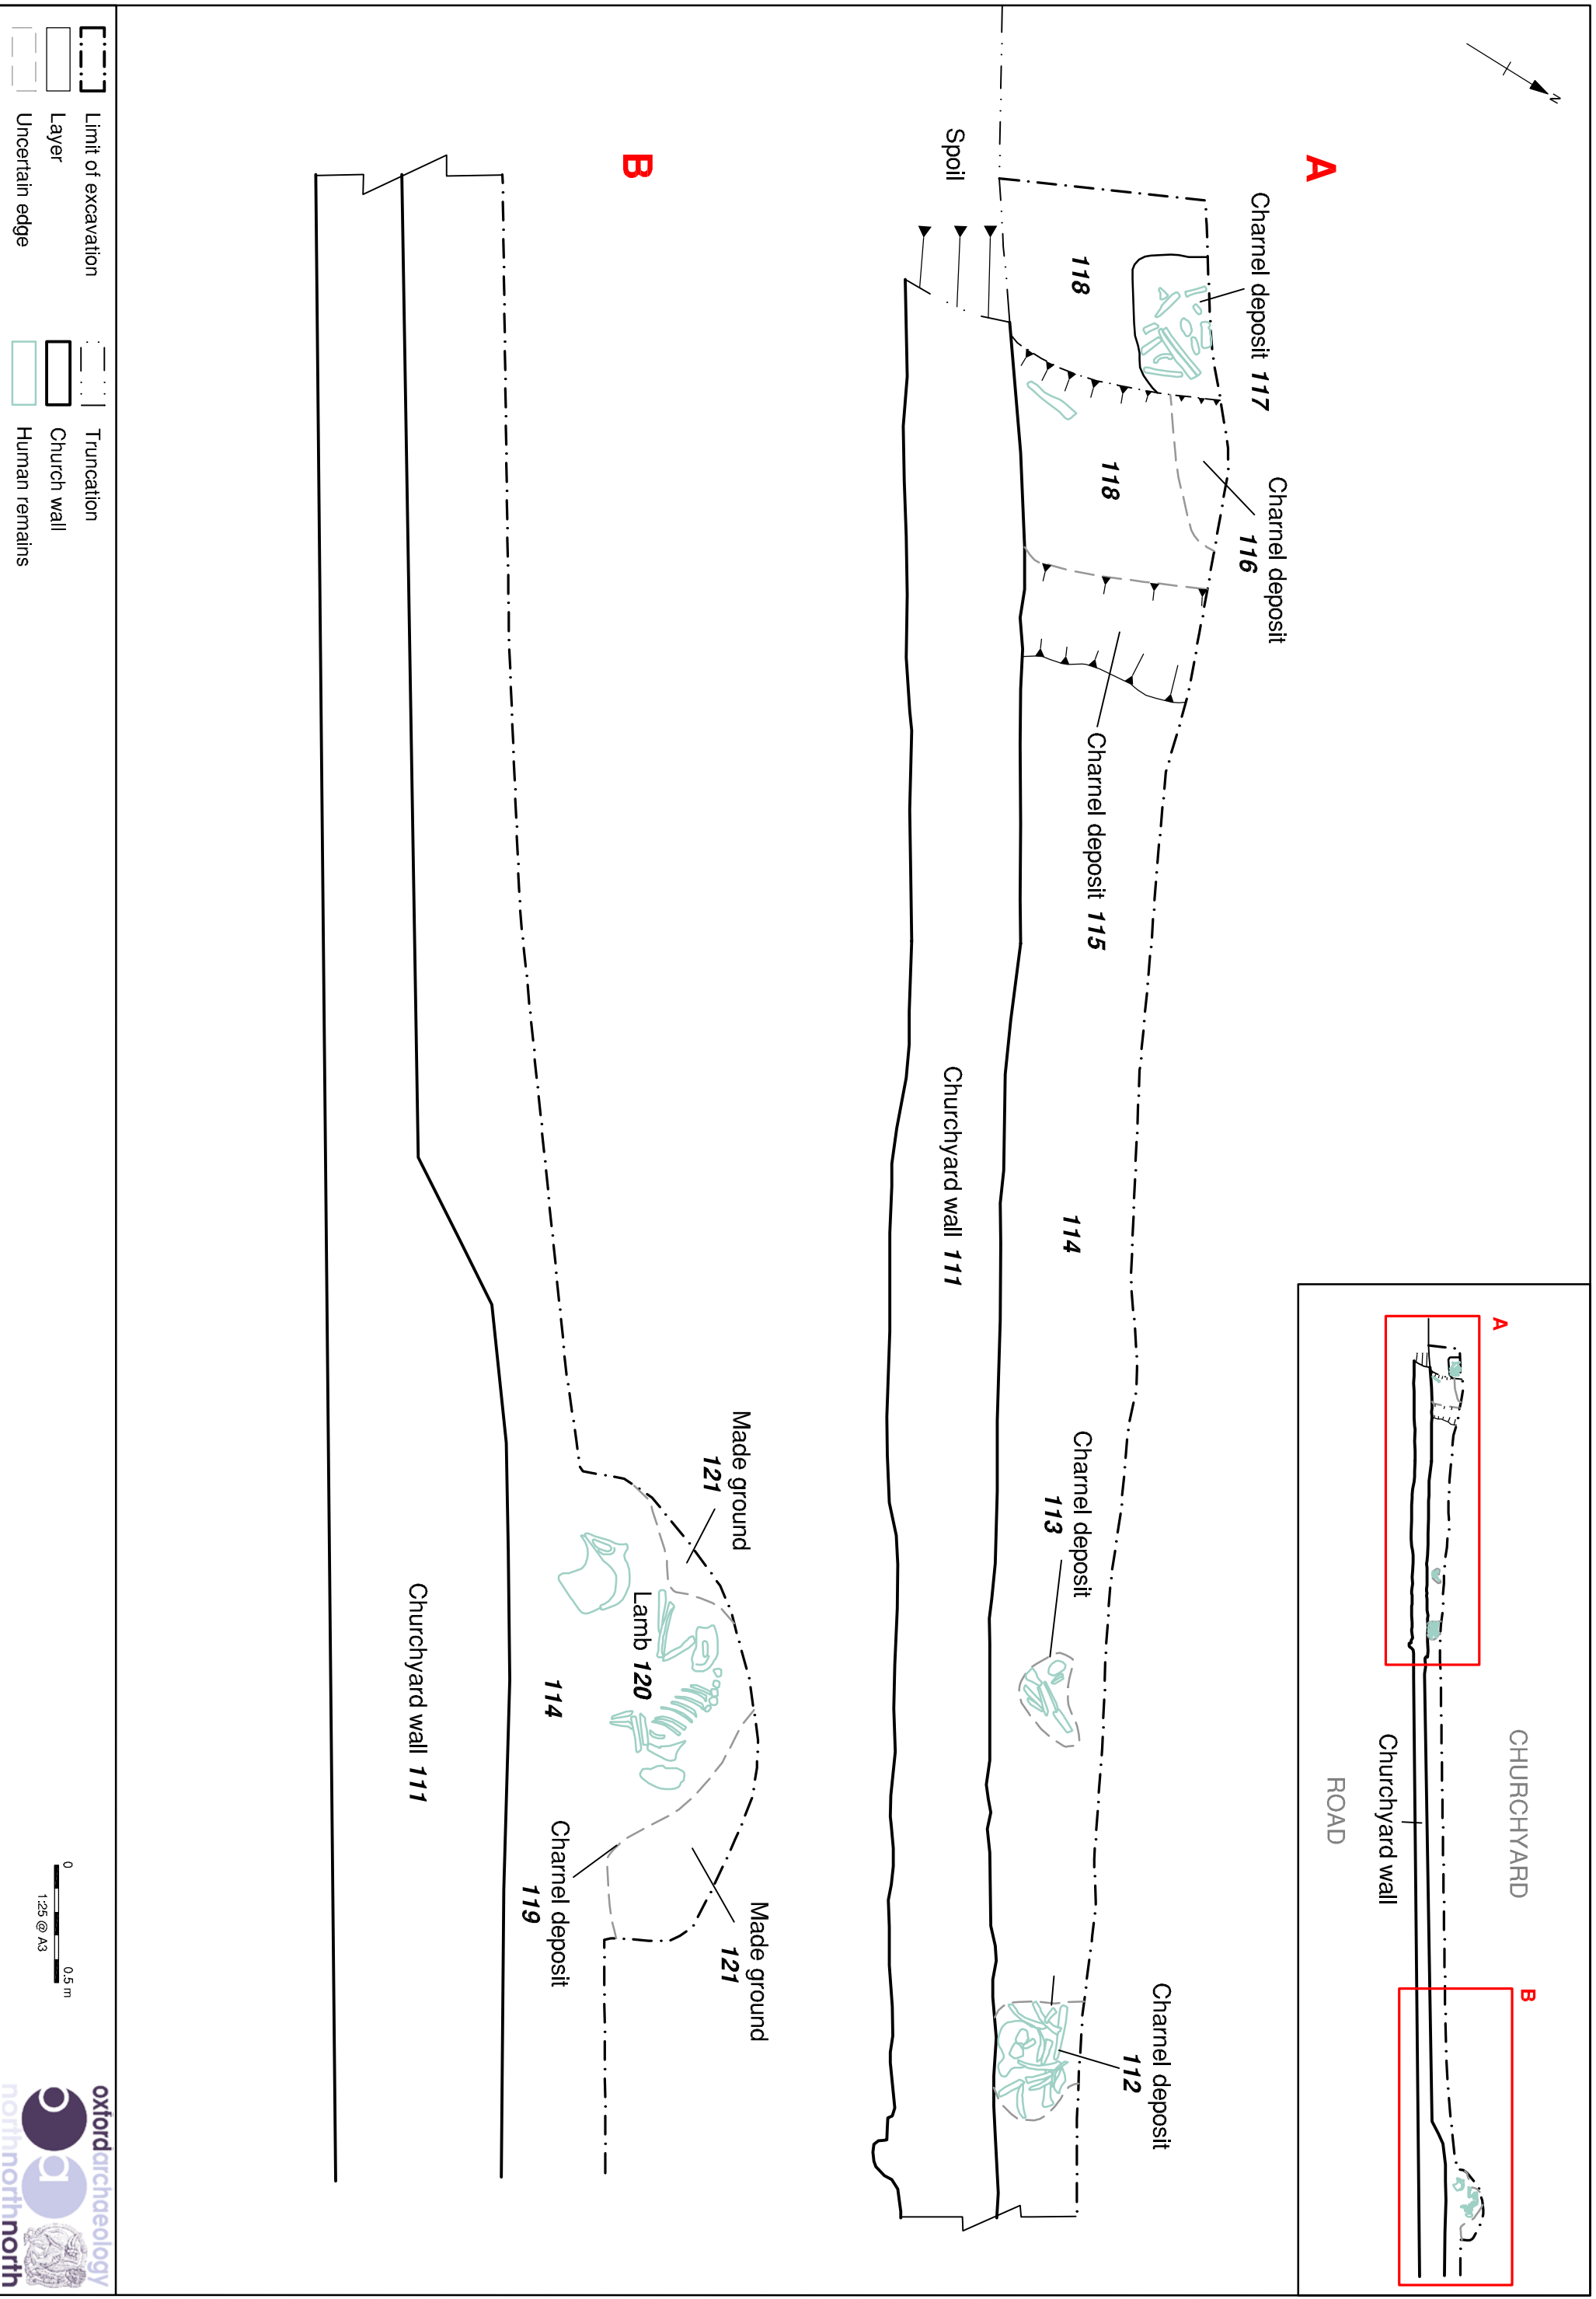 N
A
Charnel deposit 117
118
Charnel deposit
116
118
Charnel deposit 115
Spoil
Churchyard wall 111
114
Charnel deposit
113
Charnel deposit
112
A
CHURCHYARD
Churchyard wall
ROAD
B
B
Made ground
121
Lamb 120
114
Churchyard wall 111
Charnel deposit
119
Made ground
121
Limit of excavation
Layer
Uncertain edge
Truncation
Church wall
Human remains
0
0.5 m
1:25 @ A3
oxfordarchaeology
northnorthnorth